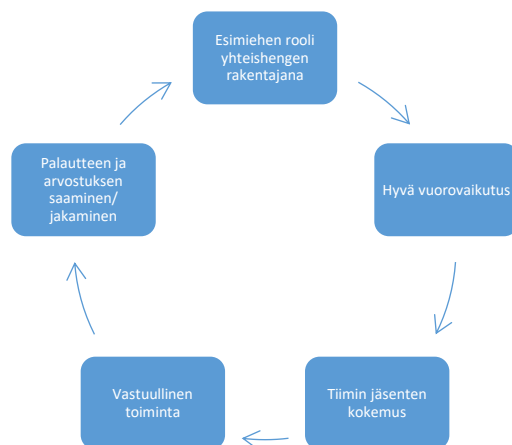 Esimiehen rooli
yhteishengen
rakentajana
Hyvä vuorovaikutus
Tiimin jäsenten
kokemus
Vastuullinen
toiminta
Palautteen ja
arvostuksen
saaminen/
jakaminen